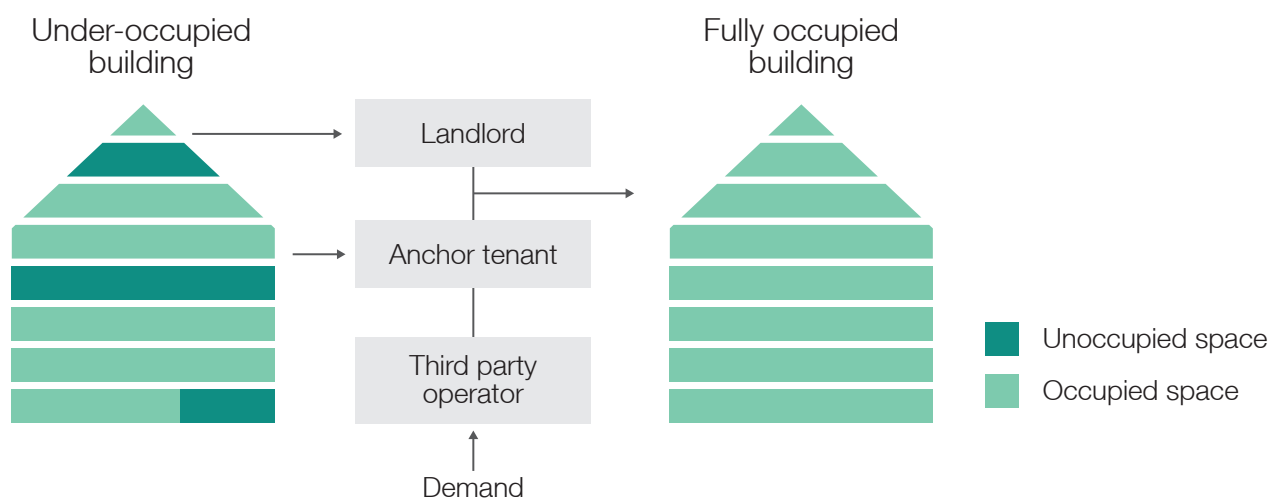 Under-occupied
building
Fully occupied
building
Landlord
Anchor tenant
Third party
operator
Demand
Unoccupied space
Occupied space